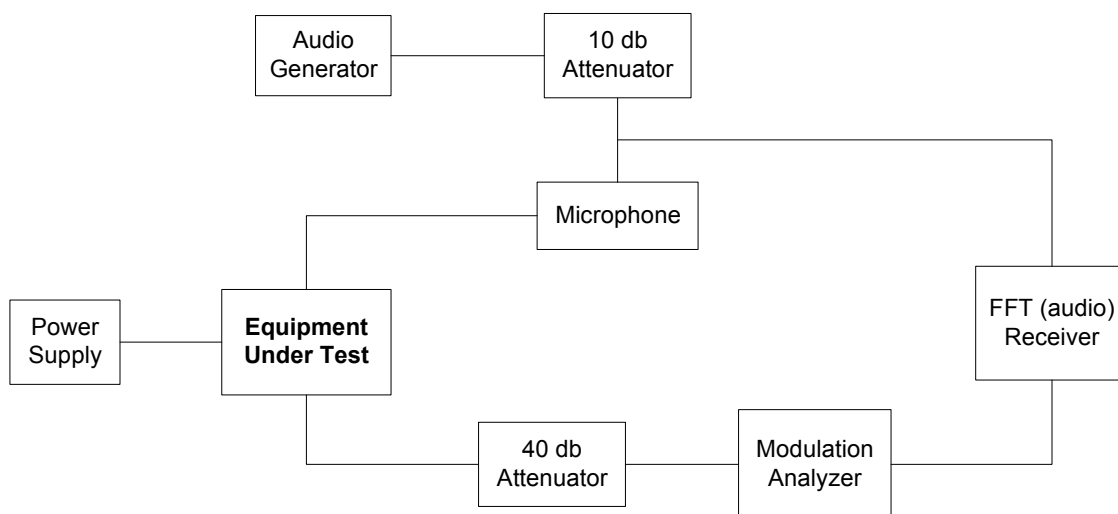 Audio
Generator
10 db
Attenuator
Microphone
Power
Supply
Equipment
Under Test
FFT (audio)
Receiver
40 db
Attenuator
Modulation
Analyzer